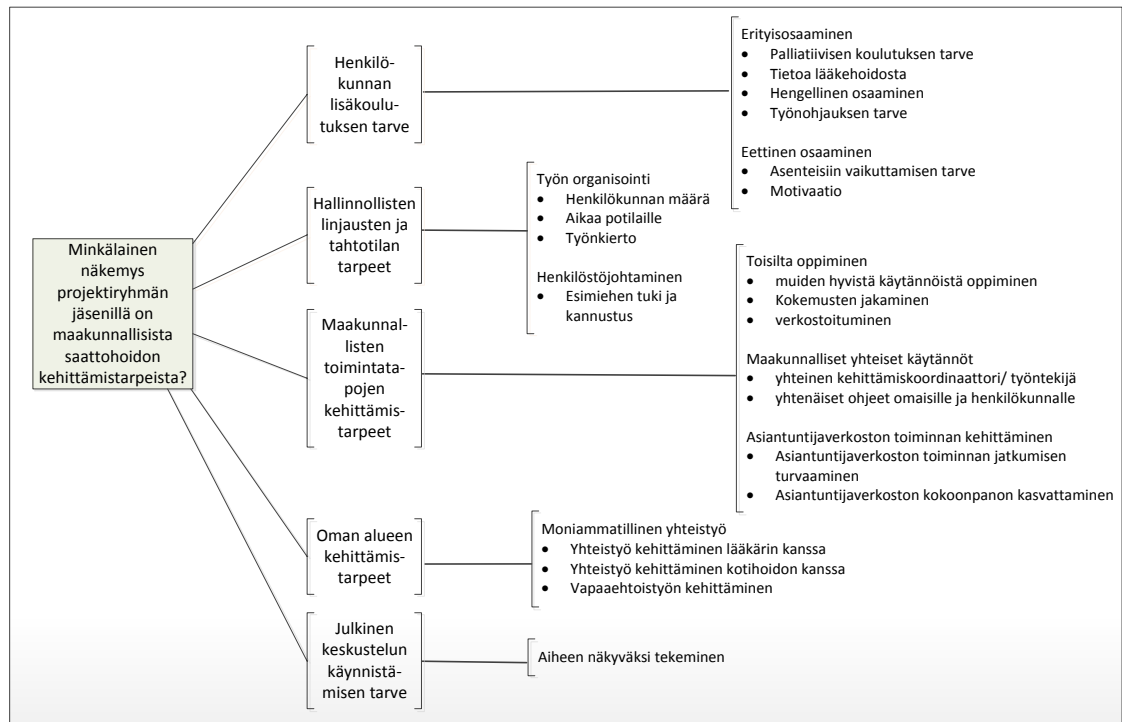 Minkälainen
näkemys
projektiryhmän
jäsenillä on
maakunnallisista
saattohoidon
kehittämistarpeista?
Henkilö-
kunnan
lisäkoulu-
tuksen tarve
Erityisosaaminen
• Palliatiivisen koulutuksen tarve
• Tietoa lääkehoidosta
• Hengellinen osaaminen
• Työnohjauksen tarve
Eettinen osaaminen
• Asenteisiin vaikuttamisen tarve
• Motivaatio
Hallinnollisten
linjausten ja
tahtotilan
tarpeet
Työn organisointi
• Henkilökunnan määrä
• Aikaa potilaille
• Työnkierto
Henkilöstöjohtaminen
• Esimiehen tuki ja
kannustus
Maakunnal-
listen
toimintata-
pojen
kehittämis-
tarpeet
Toisilta oppiminen
• muiden hyvistä käytännöistä oppiminen
• Kokemusten jakaminen
• verkostoituminen
Maakunnalliset yhteiset käytännöt
• yhteinen kehittämiskoordinaattori/ työntekijä
• yhtenäiset ohjeet omaisille ja henkilökunnalle
Asiantuntijaverkoston toiminnan kehittäminen
• Asiantuntijaverkoston toiminnan jatkumisen
turvaaminen
• Asiantuntijaverkoston kokoonpanon kasvattaminen
Oman alueen
kehittämis-
tarpeet
Moniammatillinen yhteistyö
• Yhteistyö kehittäminen lääkärin kanssa
• Yhteistyö kehittäminen kotihoidon kanssa
• Vapaaehtoistyön kehittäminen
Julkinen
keskustelun
käynnistä-
misen tarve
Aiheen näkyväksi tekeminen